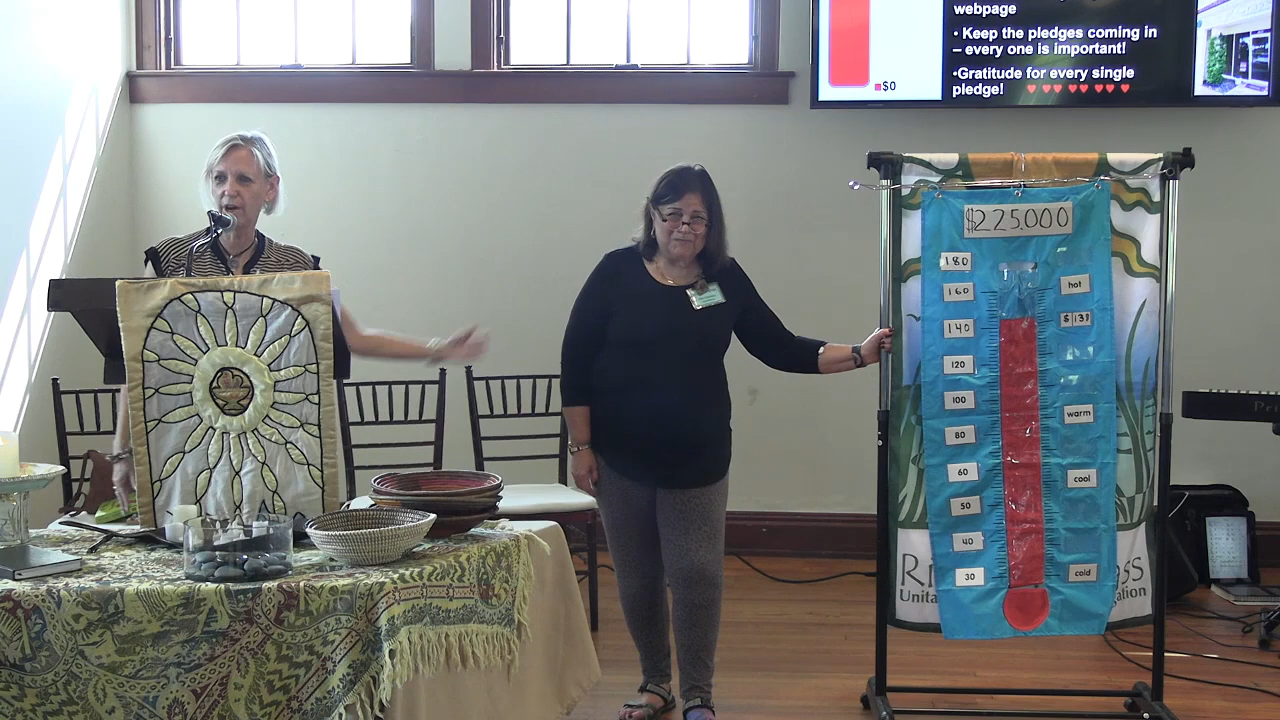 webpage
• Keep the pledges coming in
– every one is important!
•Gratitude for every single
pledge!
$0
$225.000
180
160
hot
140
120
100
warm
80
60
cool
50
40
30
cold
Unita